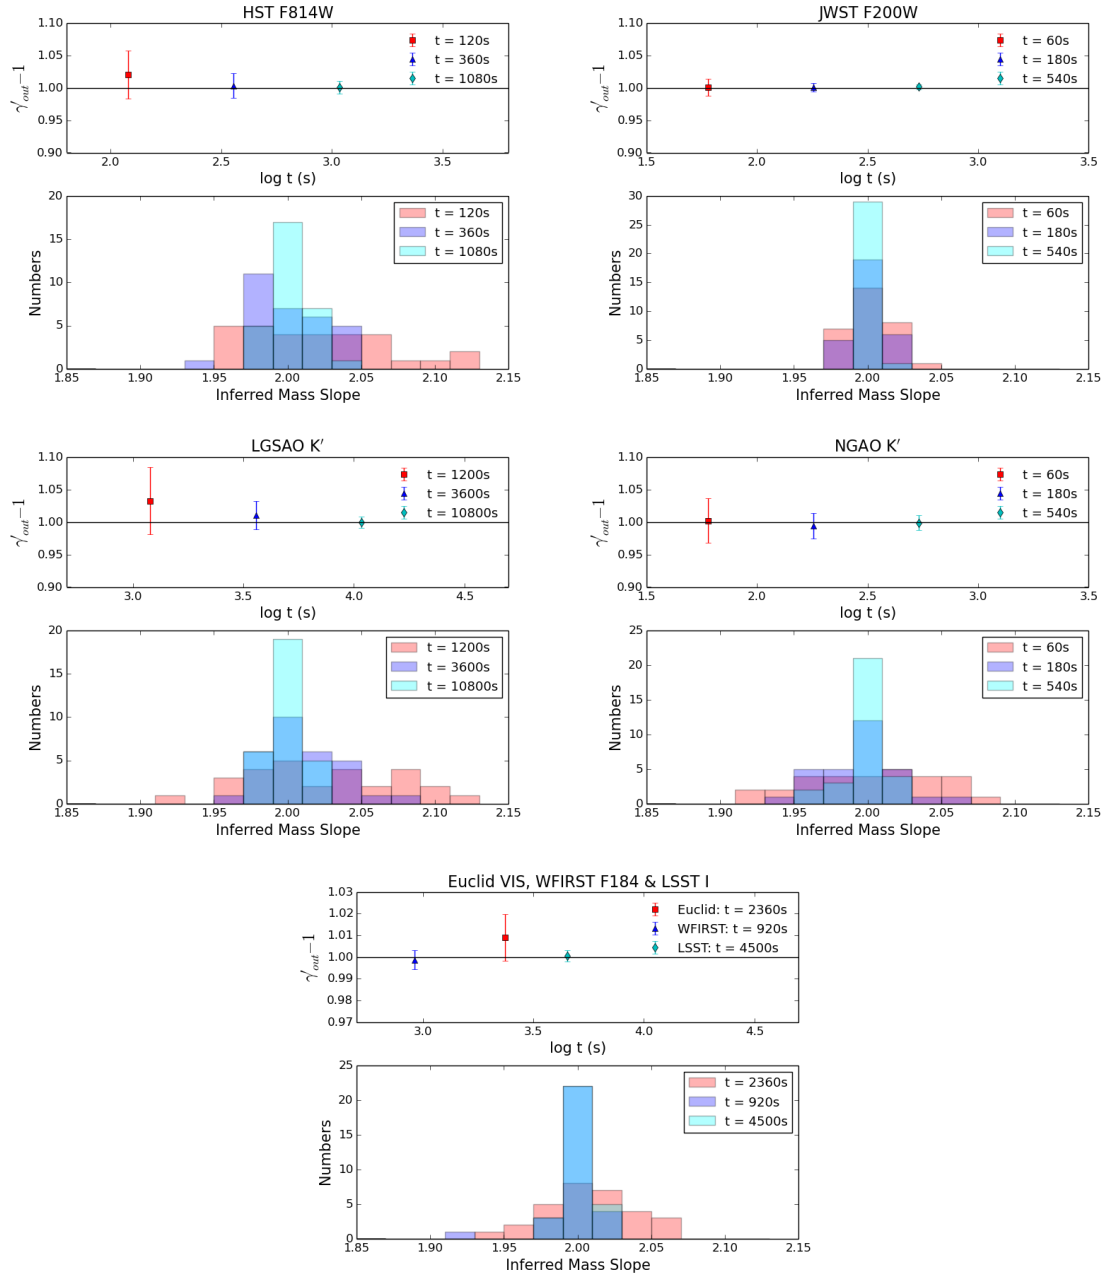 HST F814W
1.10
1.05
1.00
0.95
0.90
γ′out−1
t = 120s
t = 360s
t = 1080s
2.0 2.5 3.0 3.5
log t (s)
20
15
10
5
0
Numbers
t = 120s
t = 360s
t = 1080s
1.85 1.90 1.95 2.00 2.05 2.10 2.15
Inferred Mass Slope
JWST F200W
1.10
1.05
1.00
0.95
0.90
γ′out−1
t = 60s
t = 180s
t = 540s
1.5 2.0 2.5 3.0 3.5
log t (s)
30
25
20
15
10
5
0
Numbers
t = 60s
t = 180s
t = 540s
1.85 1.90 1.95 2.00 2.05 2.10 2.15
Inferred Mass Slope
LGSAO K′
1.10
1.05
1.00
0.95
0.90
γ′out−1
t = 1200s
t = 3600s
t = 10800s
3.0 3.5 4.0 4.5
log t (s)
20
15
10
5
0
Numbers
t = 1200s
t = 3600s
t = 10800s
1.85 1.90 1.95 2.00 2.05 2.10 2.15
Inferred Mass Slope
NGAO K′
1.10
1.05
1.00
0.95
0.90
γ′out−1
t = 60s
t = 180s
t = 540s
1.5 2.0 2.5 3.0 3.5
log t (s)
25
20
15
10
5
0
Numbers
t = 60s
t = 180s
t = 540s
1.85 1.90 1.95 2.00 2.05 2.10 2.15
Inferred Mass Slope
Euclid VIS, WFIRST F184 & LSST I
1.03
1.02
1.01
1.00
0.99
0.98
0.97
γ′out−1
Euclid: t = 2360s
WFIRST: t = 920s
LSST: t = 4500s
3.0 3.5 4.0 4.5
log t (s)
25
20
15
10
5
0
Numbers
t = 2360s
t = 920s
t = 4500s
1.85 1.90 1.95 2.00 2.05 2.10 2.15
Inferred Mass Slope